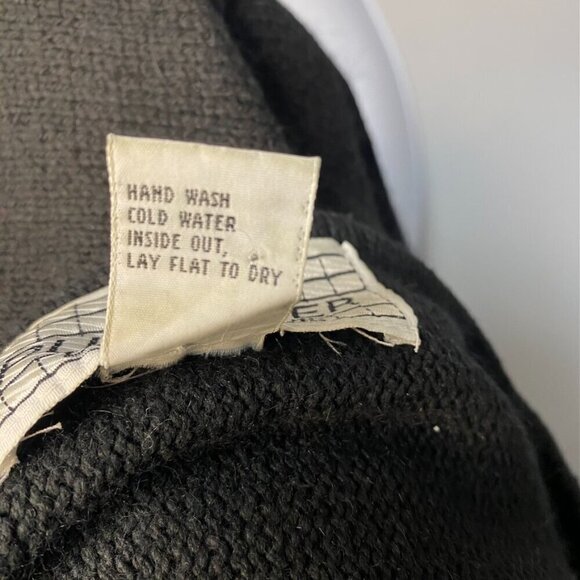 HAND WASH
COLD WATER
INSIDE OUT,
LAY FLAT TO DRY